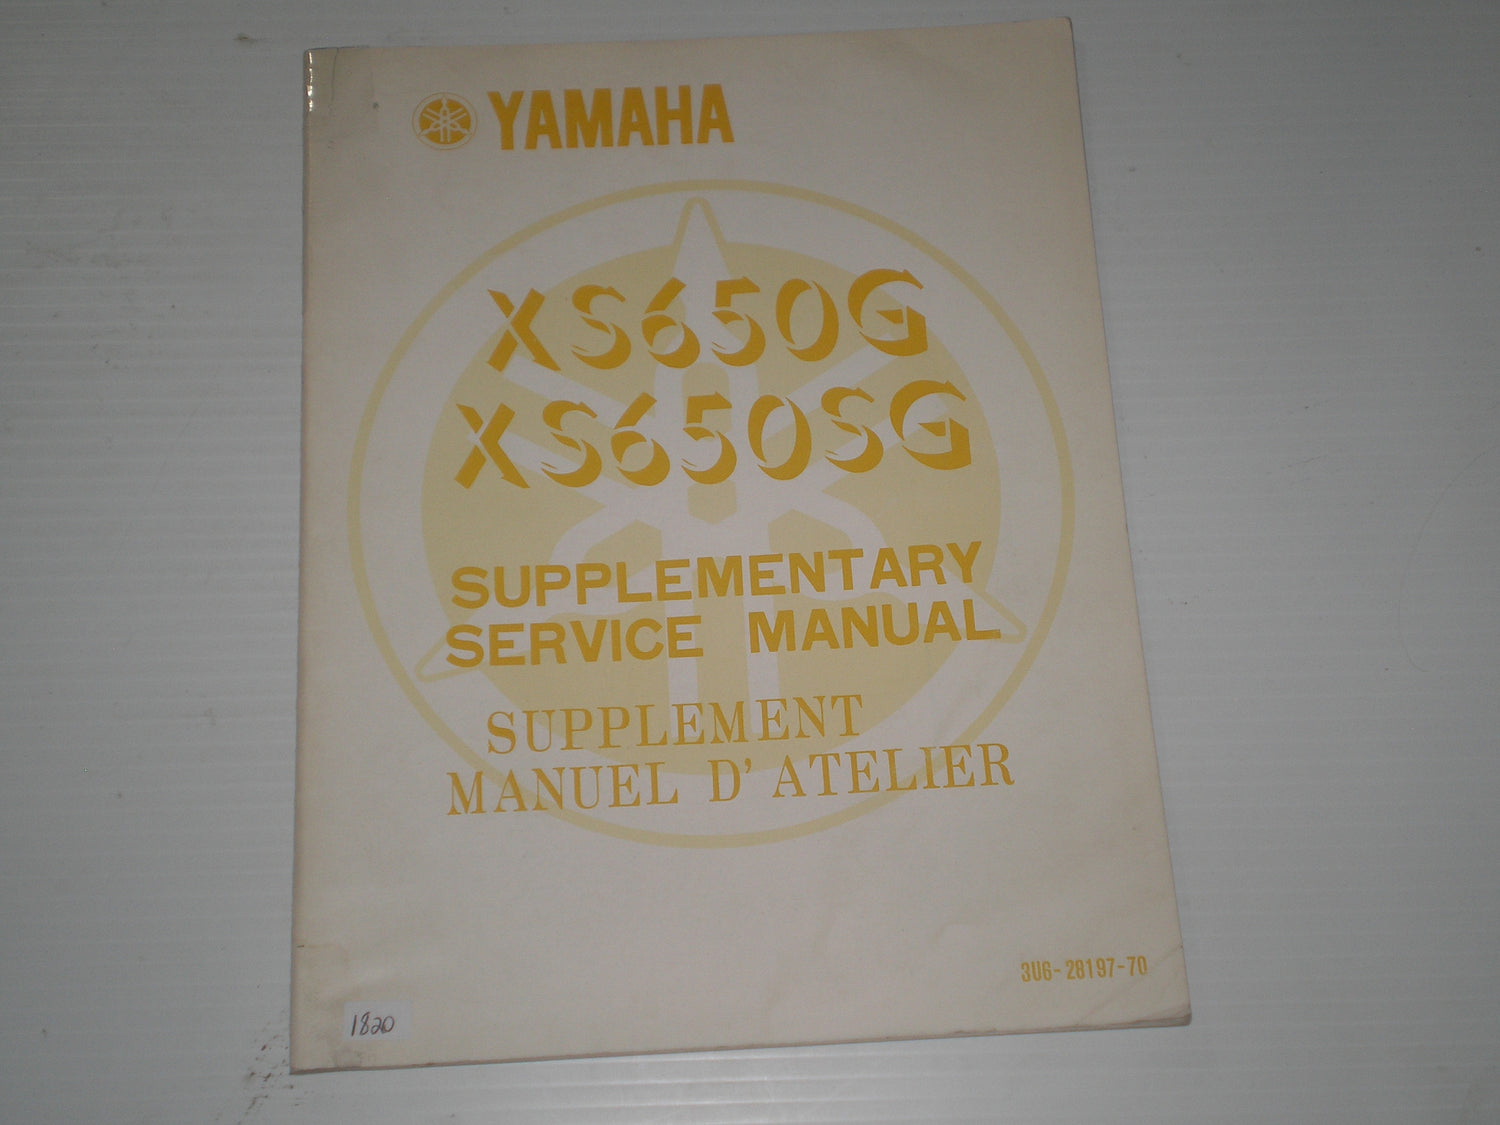 YAMAHA
XS650G
XS650SG
SUPPLEMENTARY
SERVICE MANUAL
SUPPLEMENT
MANUEL D'ATELIER
3U6-28197-70
1820